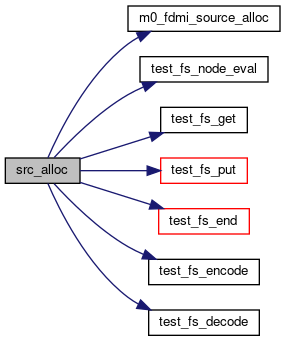 m0_fdmi_source_alloc
test_fs_node_eval
test_fs_get
src_alloc
test_fs_put
test_fs_end
test_fs_encode
test_fs_decode